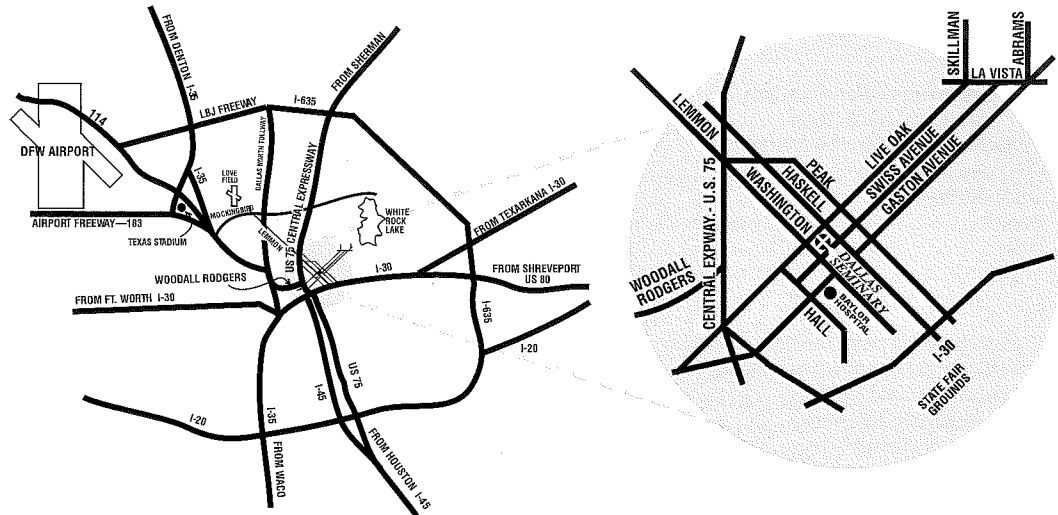 FROM DENTON I-35
FROM SHERMAN
114
LBJ FREEWAY
I-635
DFW AIRPORT
I-35
LOVE
FIELD
DALLAS NORTH TOLLWAY
US 75 CENTRAL EXPRESSWAY
MOCKINGBIRD
AIRPORT FREEWAY—183
TEXAS STADIUM
LEMMON
WHITE
ROCK
LAKE
FROM TEXARKANA I-30
WOODALL RODGERS
I-30
FROM SHREVEPORT
US 80
FROM FT. WORTH I-30
I-635
I-20
US 75
I-45
I-35
I-20
FROM WACO
FROM HOUSTON I-45
SKILLMAN
ABRAMS
LA VISTA
LEMMON
LIVE OAK
SWISS AVENUE
GASTON AVENUE
PEAK
HASKELL
WASHINGTON
CENTRAL EXPWAY.- U.S. 75
WOODALL
RODGERS
DALLAS
SEMINARY
BAYLOR
HOSPITAL
HALL
I-30
STATE FAIR
GROUNDS